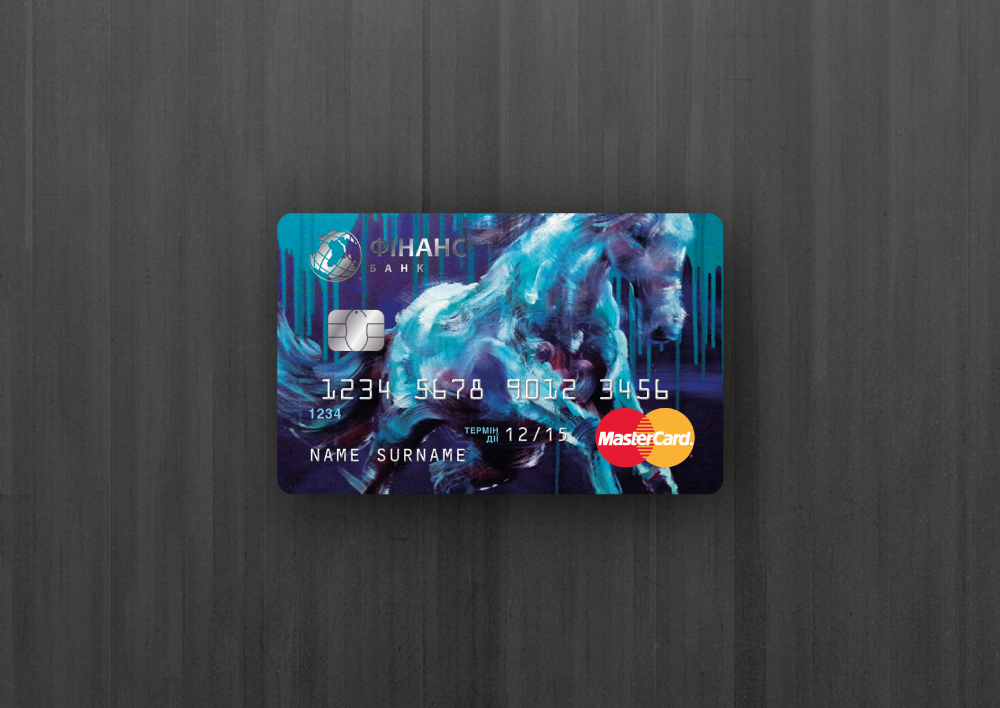 ФІНАНС
БАНК
1234 5678 9012 3456
1234
ТЕРМІН
ДІЇ 12/15
NAME SURNAME
MasterCard.